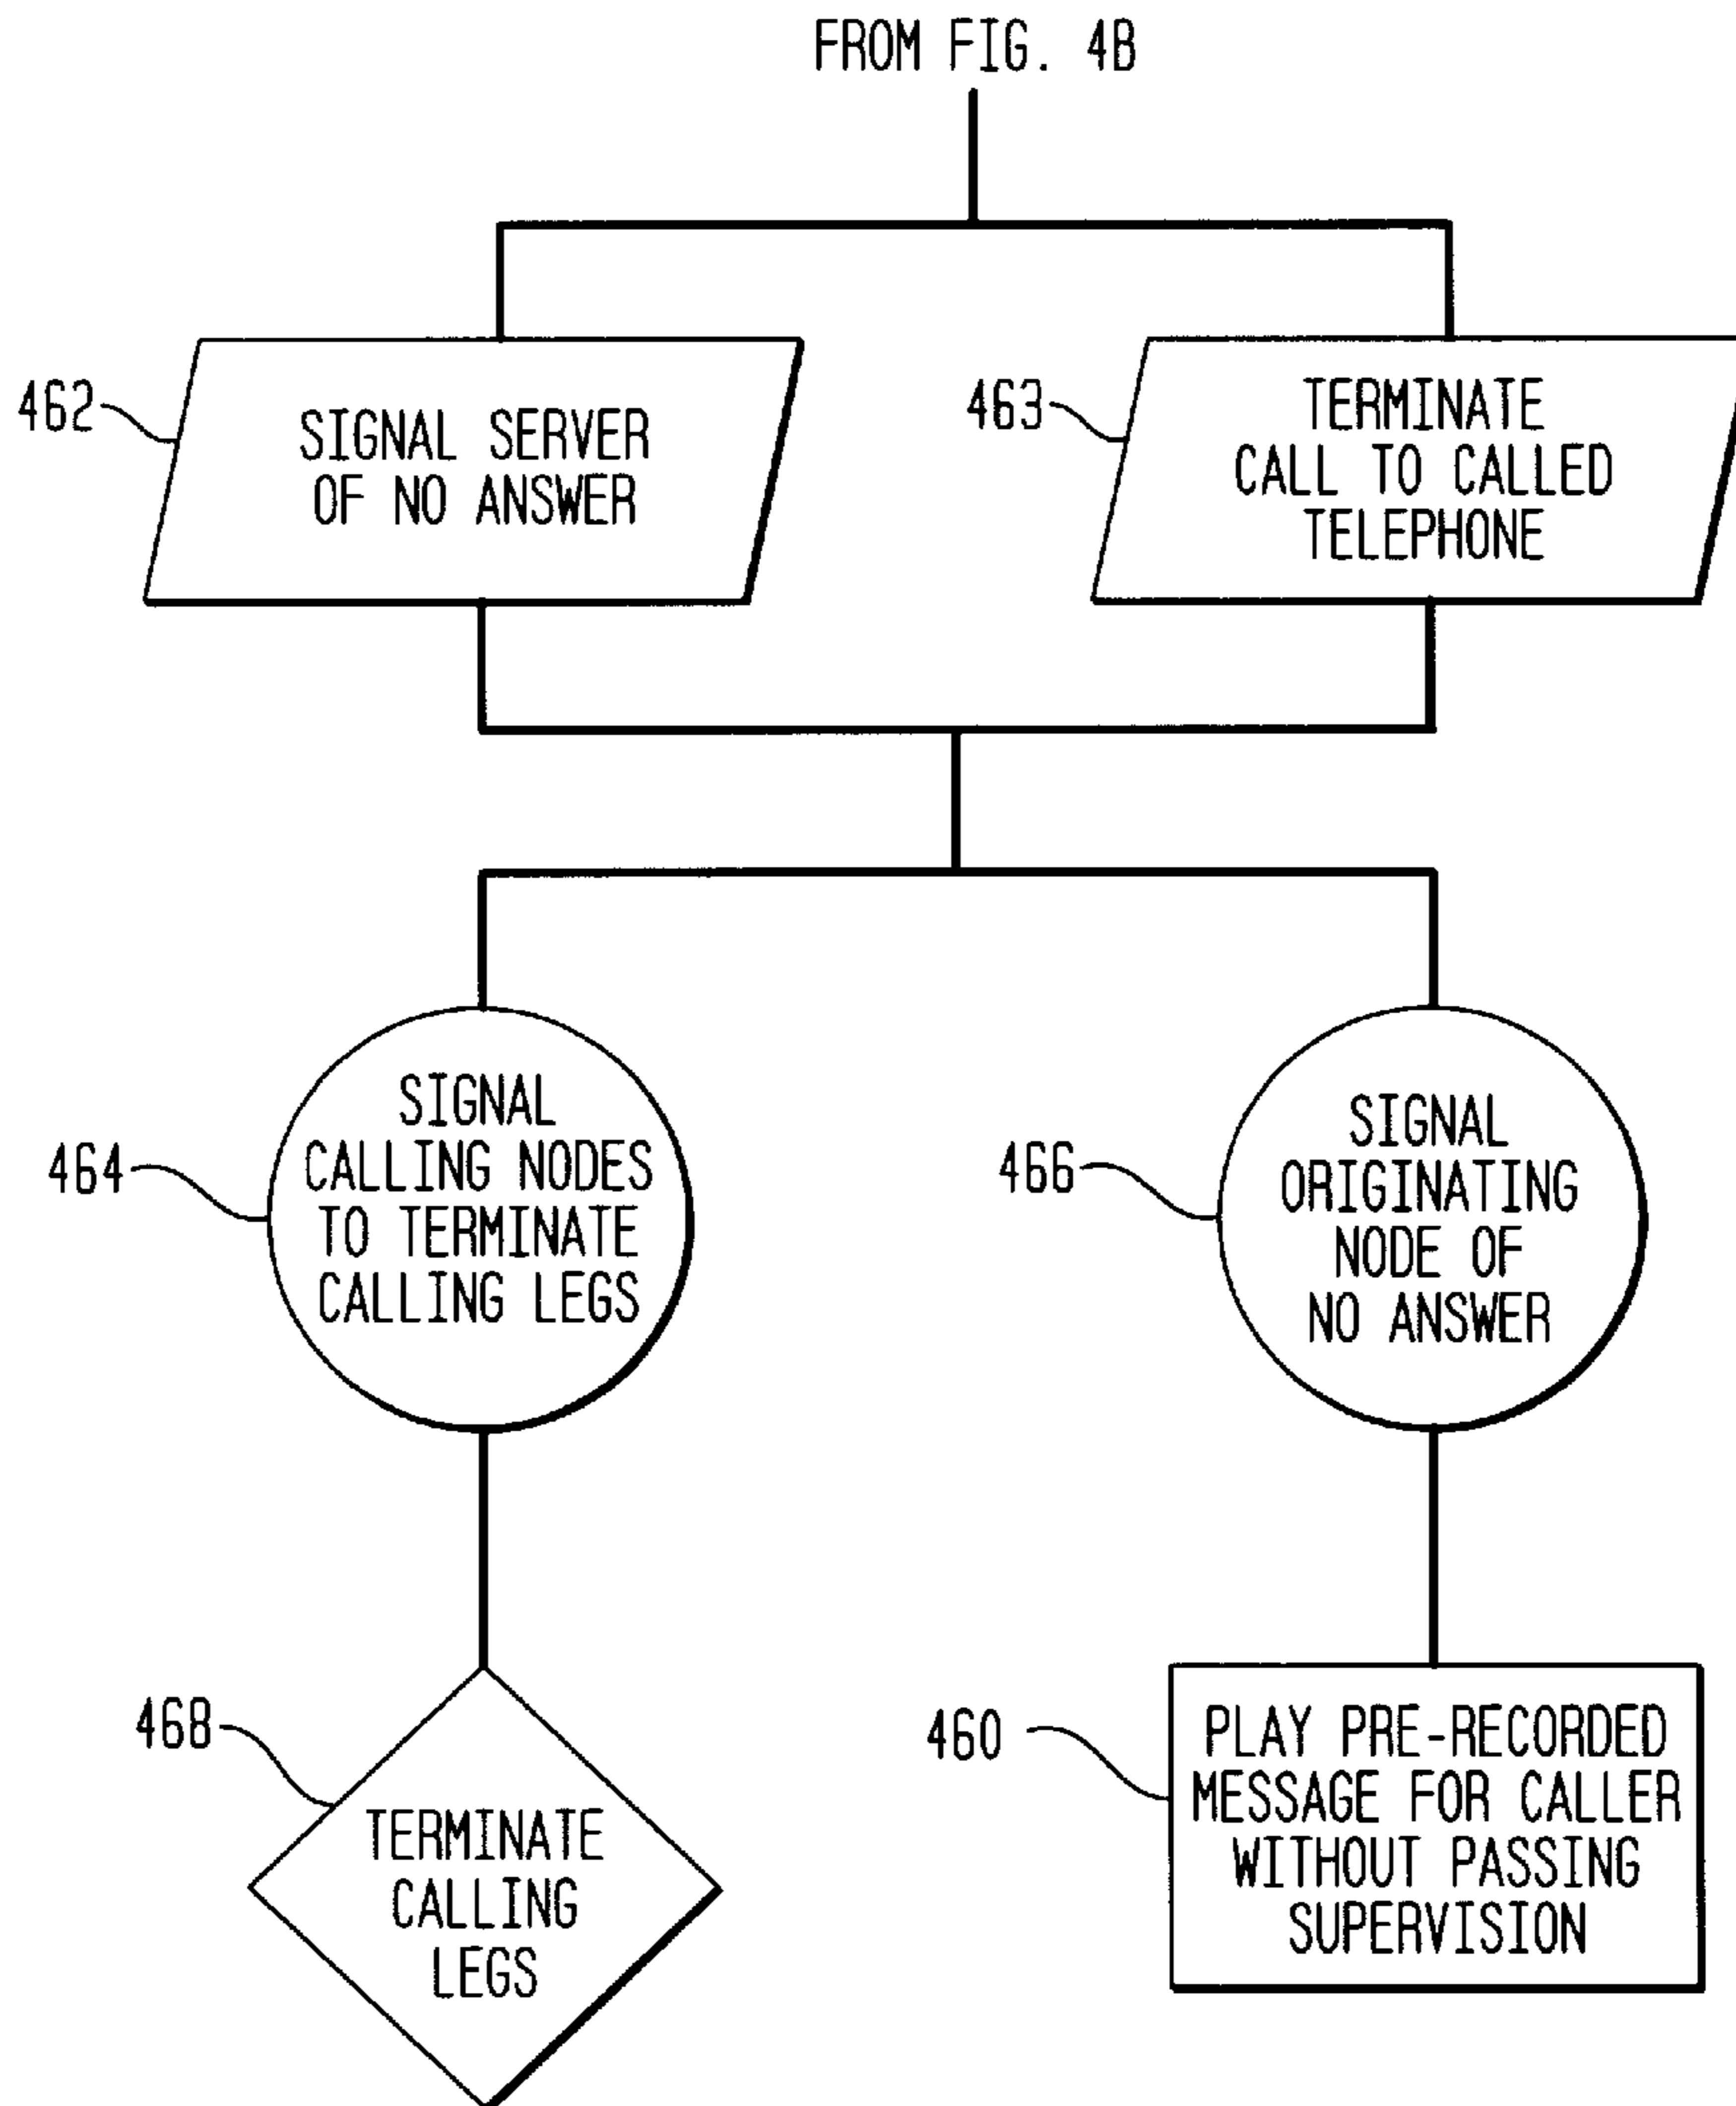 FROM FIG. 4B
462
SIGNAL SERVER
OF NO ANSWER
463
TERMINATE
CALL TO CALLED
TELEPHONE
464
SIGNAL
CALLING NODES
TO TERMINATE
CALLING LEGS
466
SIGNAL
ORIGINATING
NODE OF
NO ANSWER
468
TERMINATE
CALLING
LEGS
460
PLAY PRE-RECORDED
MESSAGE FOR CALLER
WITHOUT PASSING
SUPERVISION